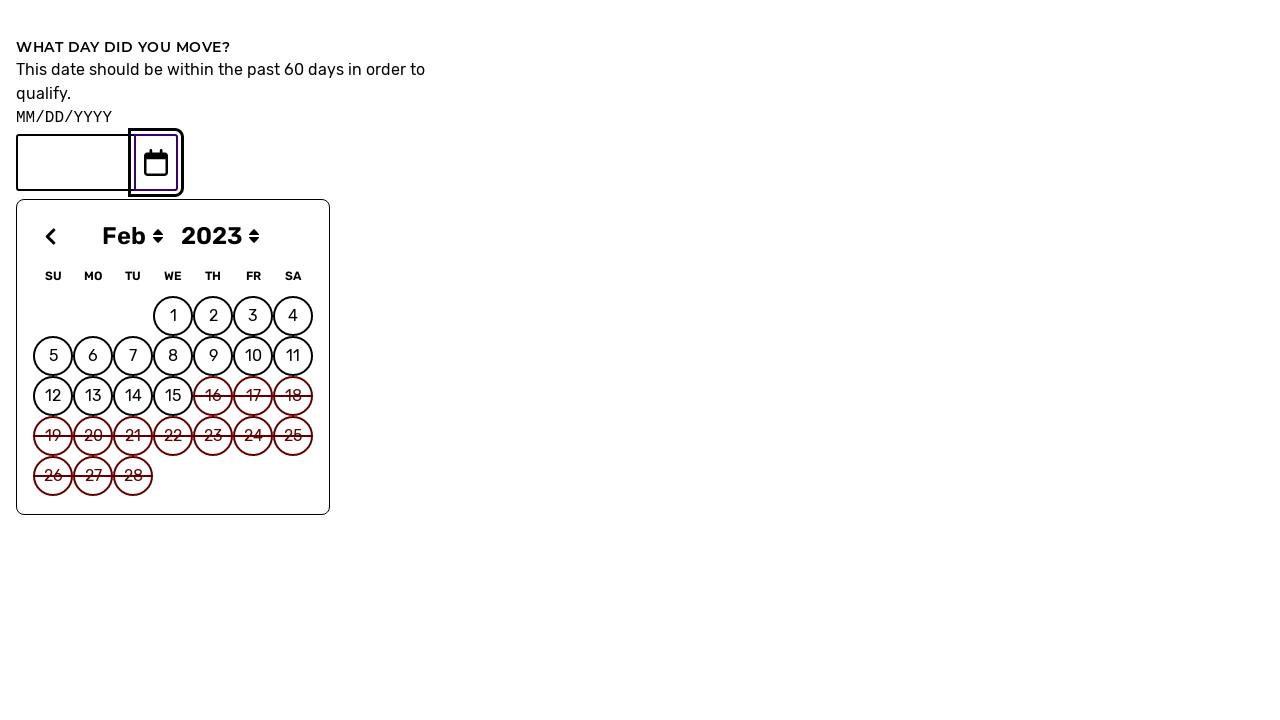 WHAT DAY DID YOU MOVE?
This date should be within the past 60 days in order to
qualify.
MM/DD/YYYY
Feb 2023
SU MO TU WE TH FR SA
1 2 3 4
5 6 7 8 9 10 11
12 13 14 15 16 17 18
19 20 21 22 23 24 25
26 27 28